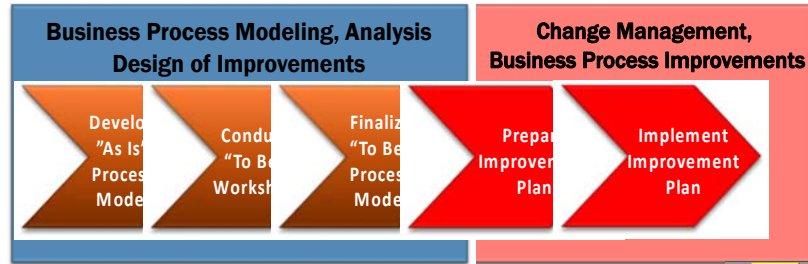 Business Process Modeling, Analysis
Design of Improvements
Change Management,
Business Process Improvements
Develo
"As Is"
Proces
Mode
Condu
"To Be
Worksh
Finaliz
"To Be
Proces
Mode
Prepar
Improvem
Plan
Implement
Improvement
Plan